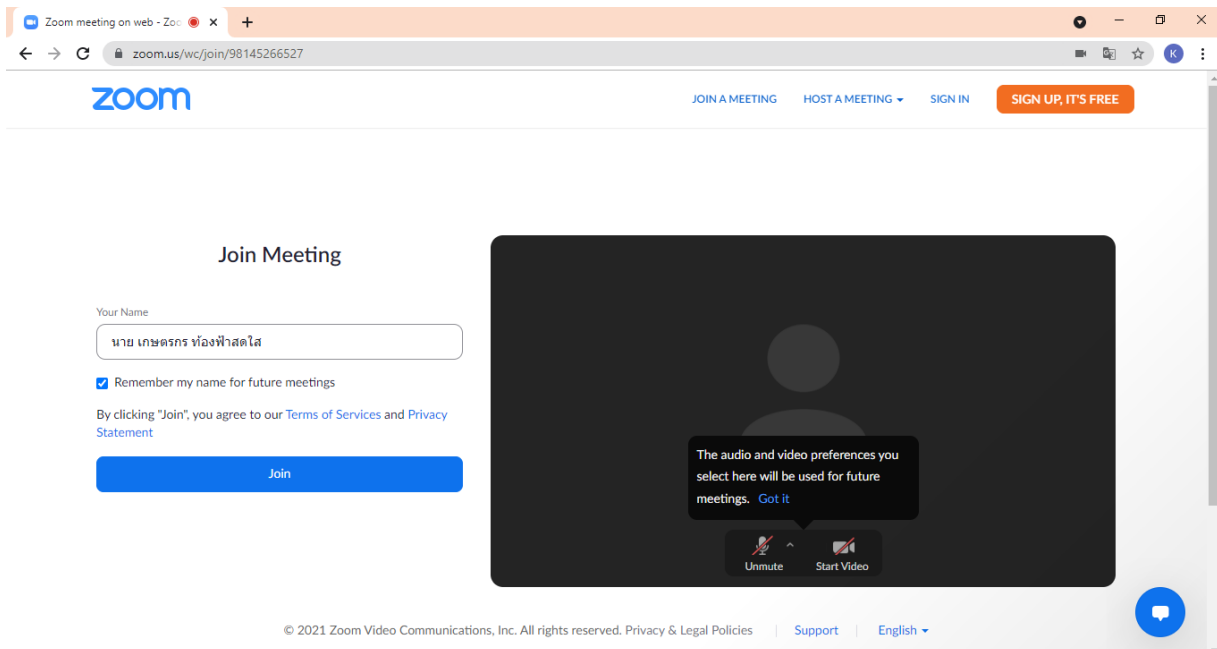 Zoom meeting on web - Zoo
zoom.us/wc/join/98145266527
K
zoom
JOIN A MEETING
HOST A MEETING
SIGN IN
SIGN UP, IT'S FREE
Join Meeting
Your Name
นาย เกษตรกร ท้องฟ้าสดใส
Remember my name for future meetings
By clicking "Join", you agree to our Terms of Services and Privacy
Statement
Join
The audio and video preferences you
select here will be used for future
meetings. Got it
Unmute
Start Video
© 2021 Zoom Video Communications, Inc. All rights reserved. Privacy & Legal Policies
Support
English